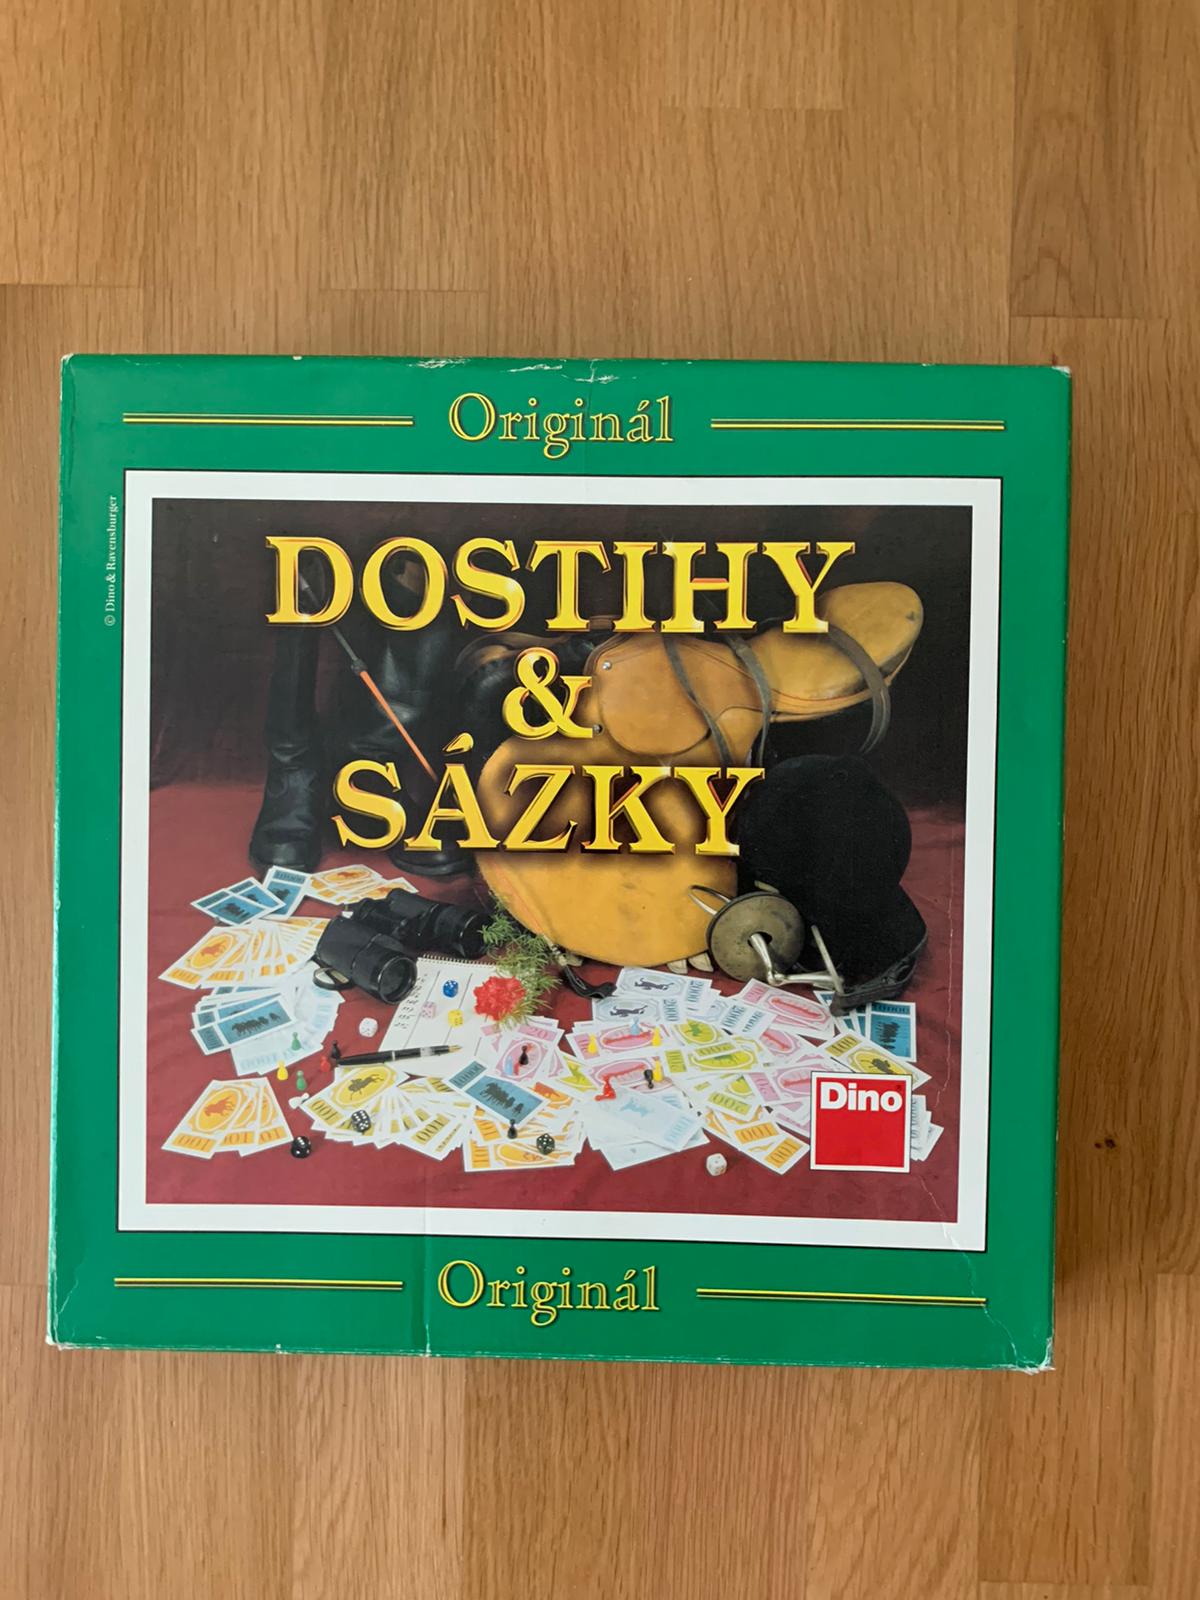 Originál
© Dino & Ravensburger
DOSTIHY
&
SÁZKY
Dino
Originál